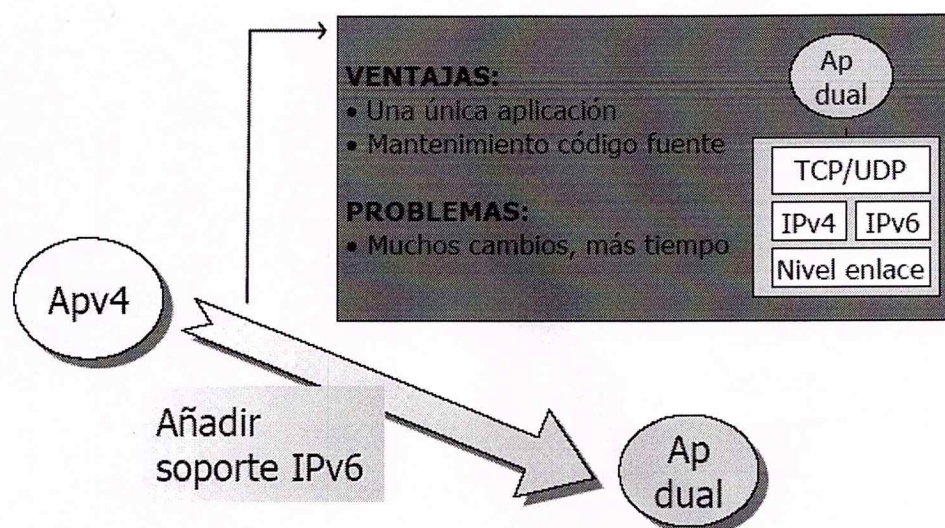 VENTAJAS:
• Una única aplicación
• Mantenimiento código fuente
PROBLEMAS:
• Muchos cambios, más tiempo
Ap
dual
TCP/UDP
IPv4 IPv6
Nivel enlace
Apv4
Añadir
soporte IPv6
Ap
dual